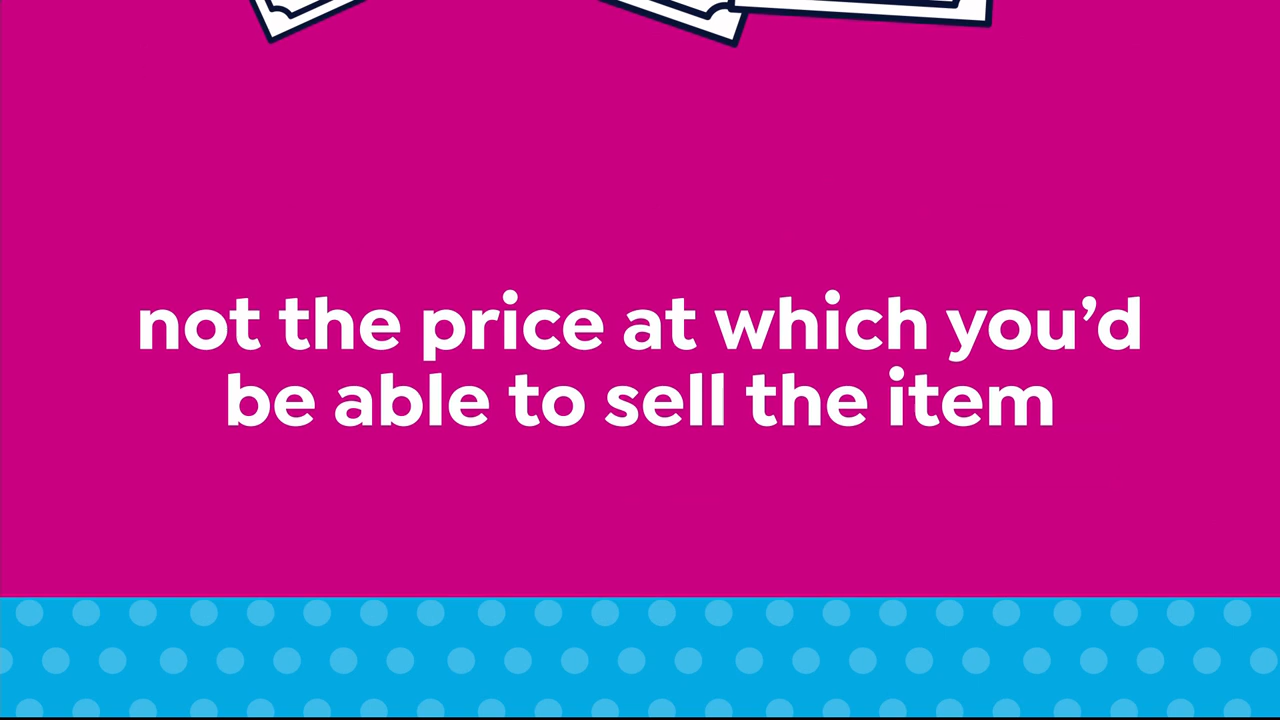 not the price at which you’d
be able to sell the item